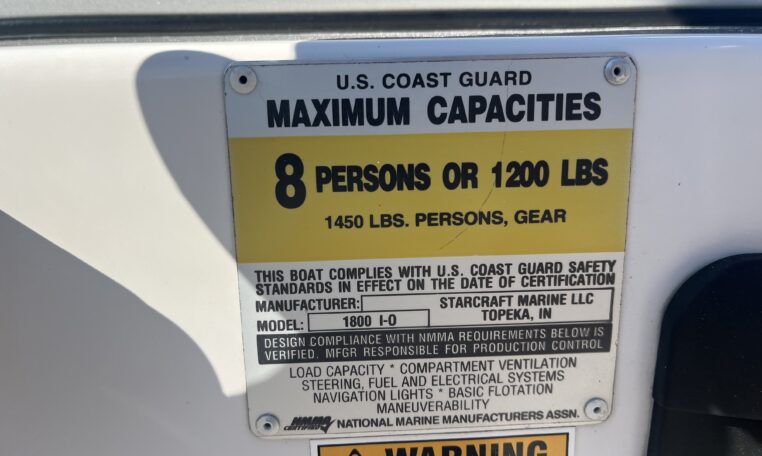 U.S. COAST GUARD
MAXIMUM CAPACITIES
8 PERSONS OR 1200 LBS
1450 LBS. PERSONS, GEAR
THIS BOAT COMPLIES WITH U.S. COAST GUARD SAFETY
STANDARDS IN EFFECT ON THE DATE OF CERTIFICATION
MANUFACTURER: STARCRAFT MARINE LLC
MODEL: 1800 I-O TOPEKA, IN
DESIGN COMPLIANCE WITH NMMA REQUIREMENTS BELOW IS
VERIFIED. MFGR RESPONSIBLE FOR PRODUCTION CONTROL
LOAD CAPACITY * COMPARTMENT VENTILATION
STEERING, FUEL AND ELECTRICAL SYSTEMS
NAVIGATION LIGHTS * BASIC FLOTATION
MANEUVERABILITY
NMMA
CERTIFIED NATIONAL MARINE MANUFACTURERS ASSN.
WARNING